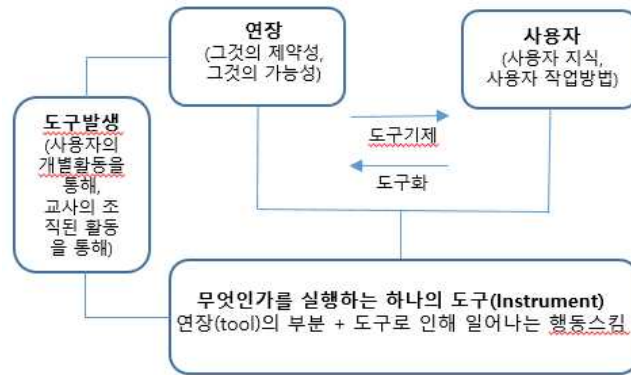 연장
(그것의 제약성,
그것의 가능성)
사용자
(사용자 지식,
사용자 작업방법)
도구발생
(사용자의
개별활동을
통해,
교사의 조
직된 활동
을 통해)
도구기제
도구화
무엇인가를 실행하는 하나의 도구(Instrument)
연장(tool)의 부분 + 도구로 인해 일어나는 행동스킴